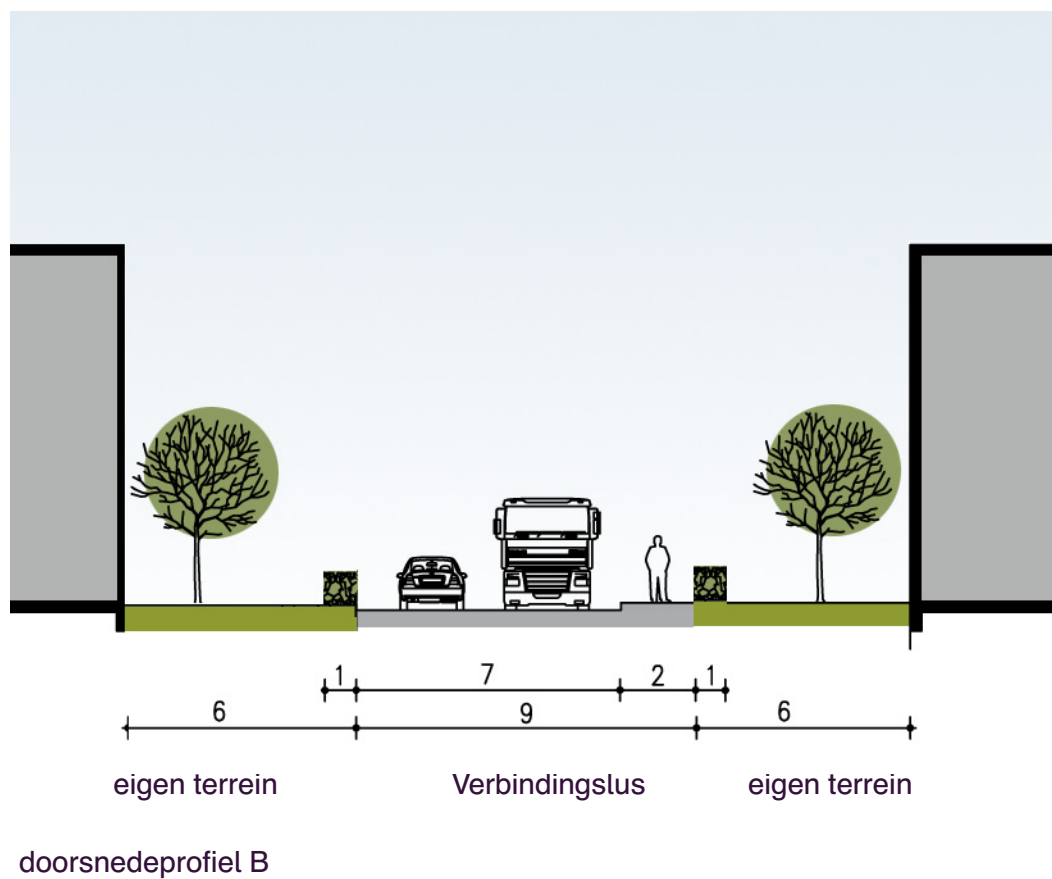 1 7 2 1
6 9 6
eigen terrein Verbindingslus eigen terrein
doorsnedeprofiel B